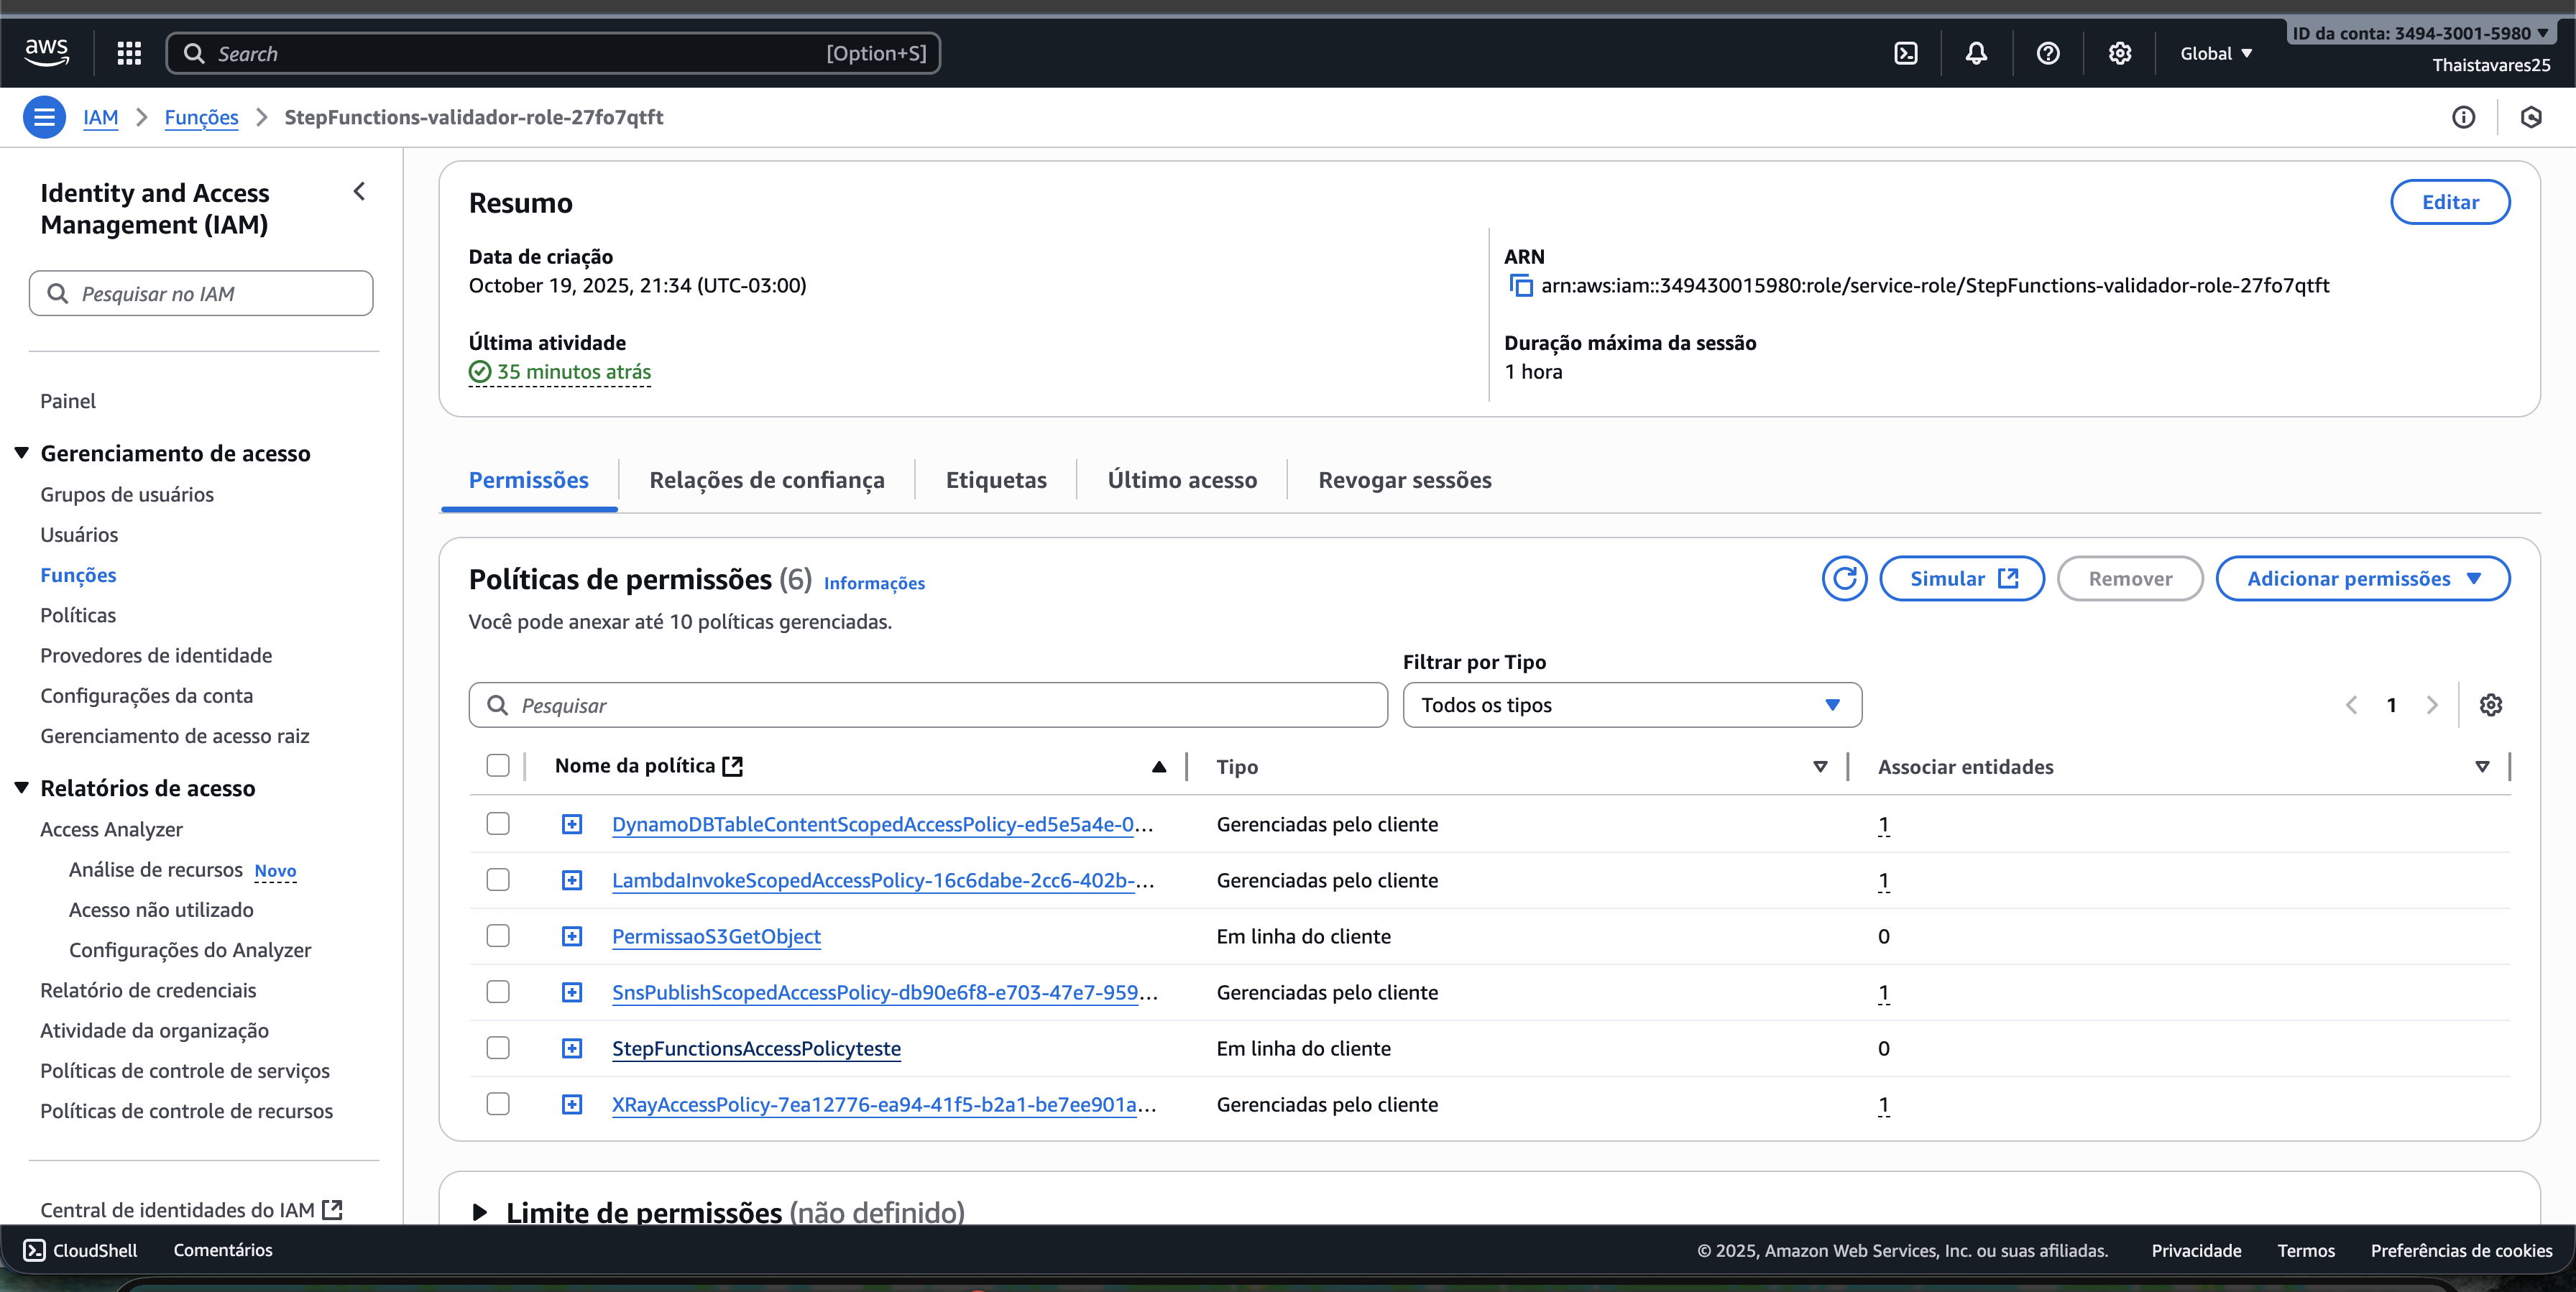 aws
Search
[Option+S]
Global
ID da conta: 3494-3001-5980
Thaistavares25
IAM
Funções
StepFunctions-validador-role-27fo7qtft
Identity and Access
Management (IAM)
Pesquisar no IAM
Painel
Gerenciamento de acesso
Grupos de usuários
Usuários
Funções
Políticas
Provedores de identidade
Configurações da conta
Gerenciamento de acesso raiz
Relatórios de acesso
Access Analyzer
Análise de recursos Novo
Acesso não utilizado
Configurações do Analyzer
Relatório de credenciais
Atividade da organização
Políticas de controle de serviços
Políticas de controle de recursos
Central de identidades do IAM
Resumo
Editar
Data de criação
October 19, 2025, 21:34 (UTC-03:00)
ARN
arn:aws:iam::349430015980:role/service-role/StepFunctions-validador-role-27fo7qtft
Última atividade
35 minutos atrás
Duração máxima da sessão
1 hora
Permissões
Relações de confiança
Etiquetas
Último acesso
Revogar sessões
Políticas de permissões (6) Informações
Simular
Remover
Adicionar permissões
Você pode anexar até 10 políticas gerenciadas.
Filtrar por Tipo
Pesquisar
Todos os tipos
1
Nome da política
Tipo
Associar entidades
DynamoDBTableContentScopedAccessPolicy-ed5e5a4e-0... Gerenciadas pelo cliente 1
LambdaInvokeScopedAccessPolicy-16c6dabe-2cc6-402b-... Gerenciadas pelo cliente 1
PermissaoS3GetObject Em linha do cliente 0
SnsPublishScopedAccessPolicy-db90e6f8-e703-47e7-959... Gerenciadas pelo cliente 1
StepFunctionsAccessPolicyteste Em linha do cliente 0
XRayAccessPolicy-7ea12776-ea94-41f5-b2a1-be7ee901a... Gerenciadas pelo cliente 1
Limite de permissões (não definido)
CloudShell
Comentários
© 2025, Amazon Web Services, Inc. ou suas afiliadas.
Privacidade
Termos
Preferências de cookies